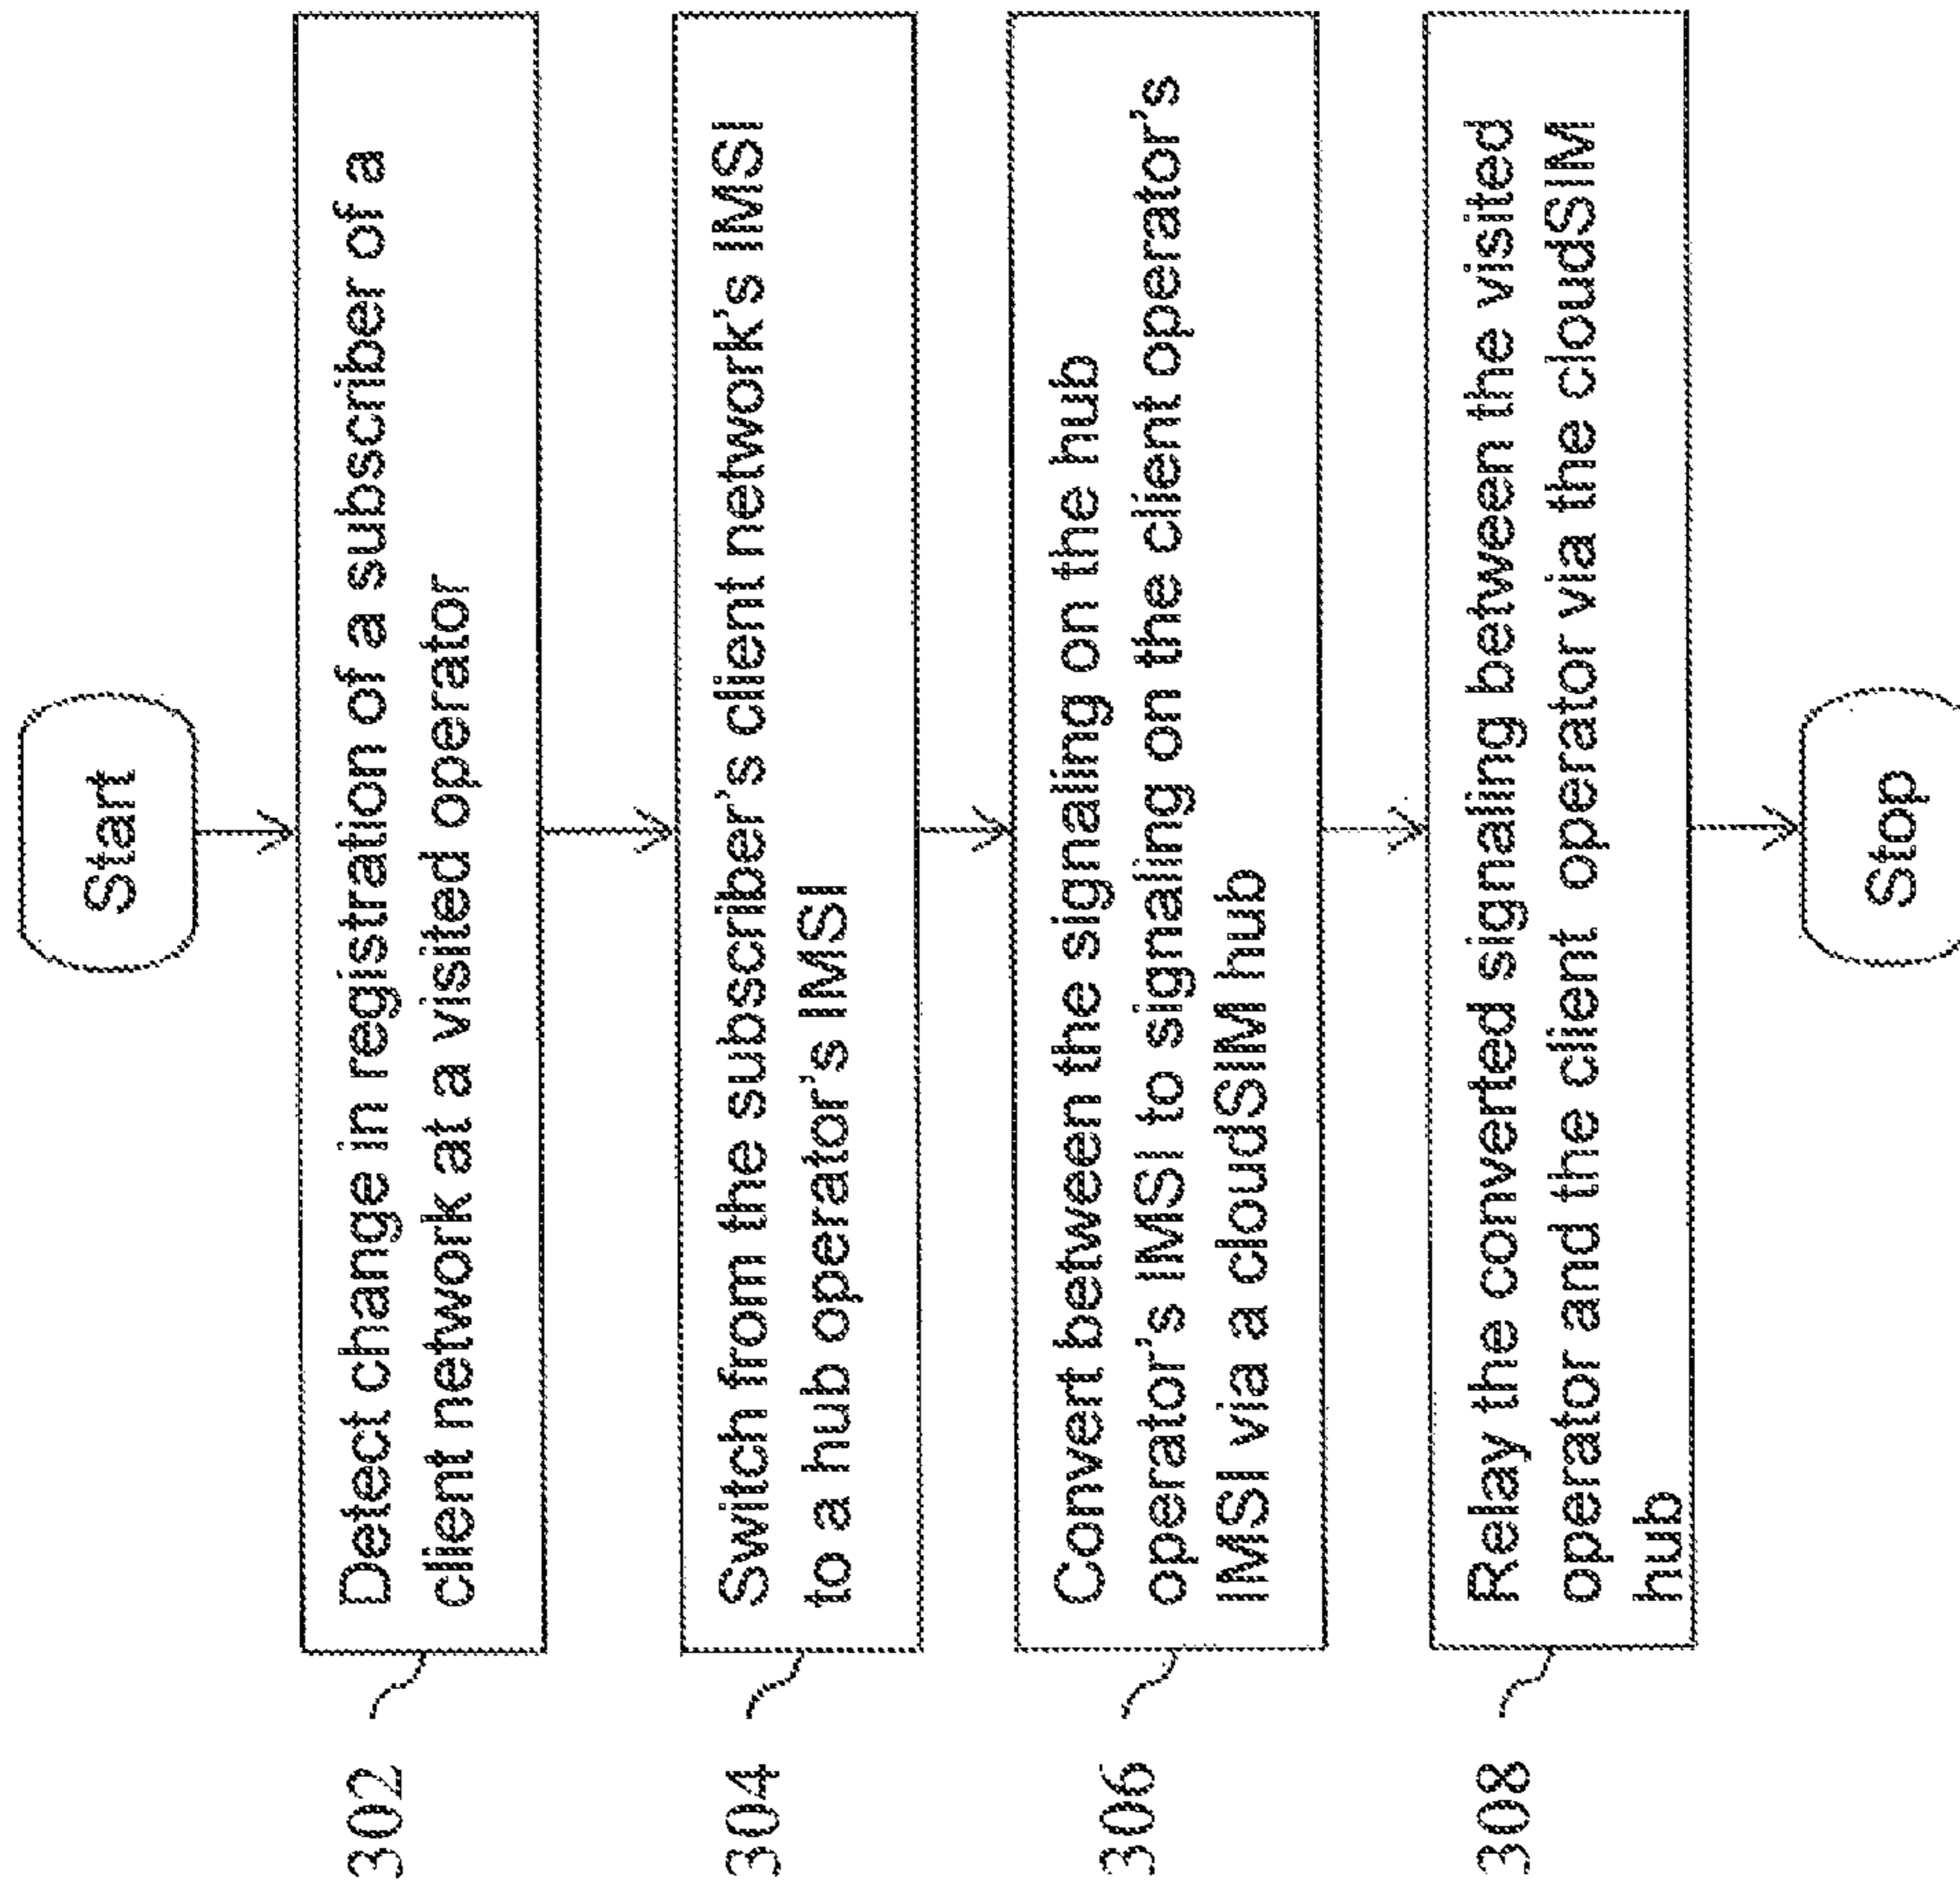 Start
302
Detect change in registration of a subscriber of a
client network at a visited operator
304
Switch from the subscriber's client network's IMSI
to a hub operator's IMSI
306
Convert between the signaling on the hub
operator's IMSI to signaling on the client operator's
IMSI via a cloudSIM hub
308
Relay the converted signaling between the visited
operator and the client operator via the cloudSIM
hub
Stop